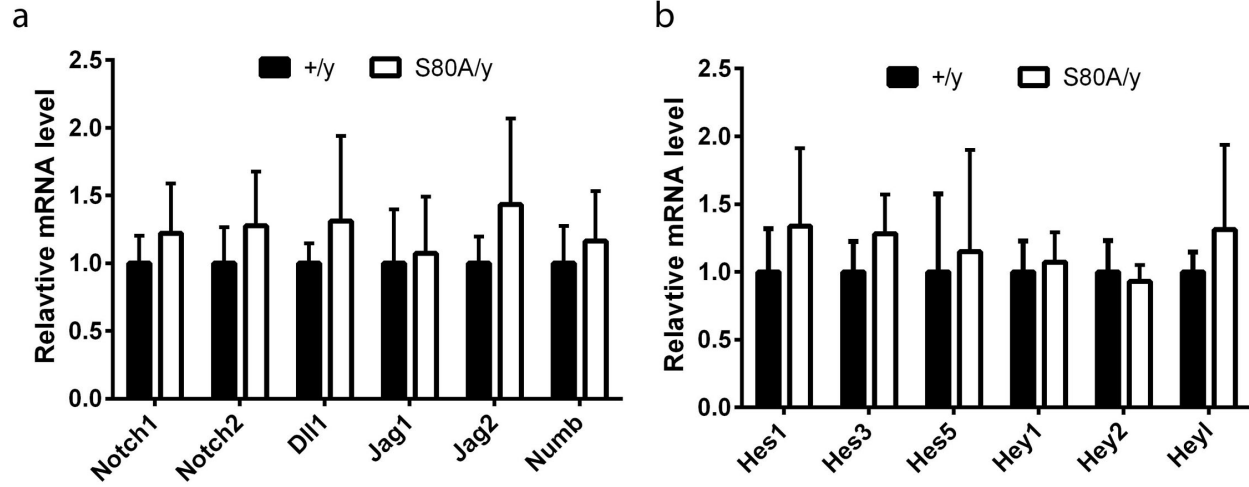 a
+/y
S80A/y
Relavtive mRNA level
2.5
2.0
1.5
1.0
0.5
0.0
Notch1
Notch2
Dll1
Jag1
Jag2
Numb
b
+/y
S80A/y
Relavtive mRNA level
2.5
2.0
1.5
1.0
0.5
0.0
Hes1
Hes3
Hes5
Hey1
Hey2
Heyl